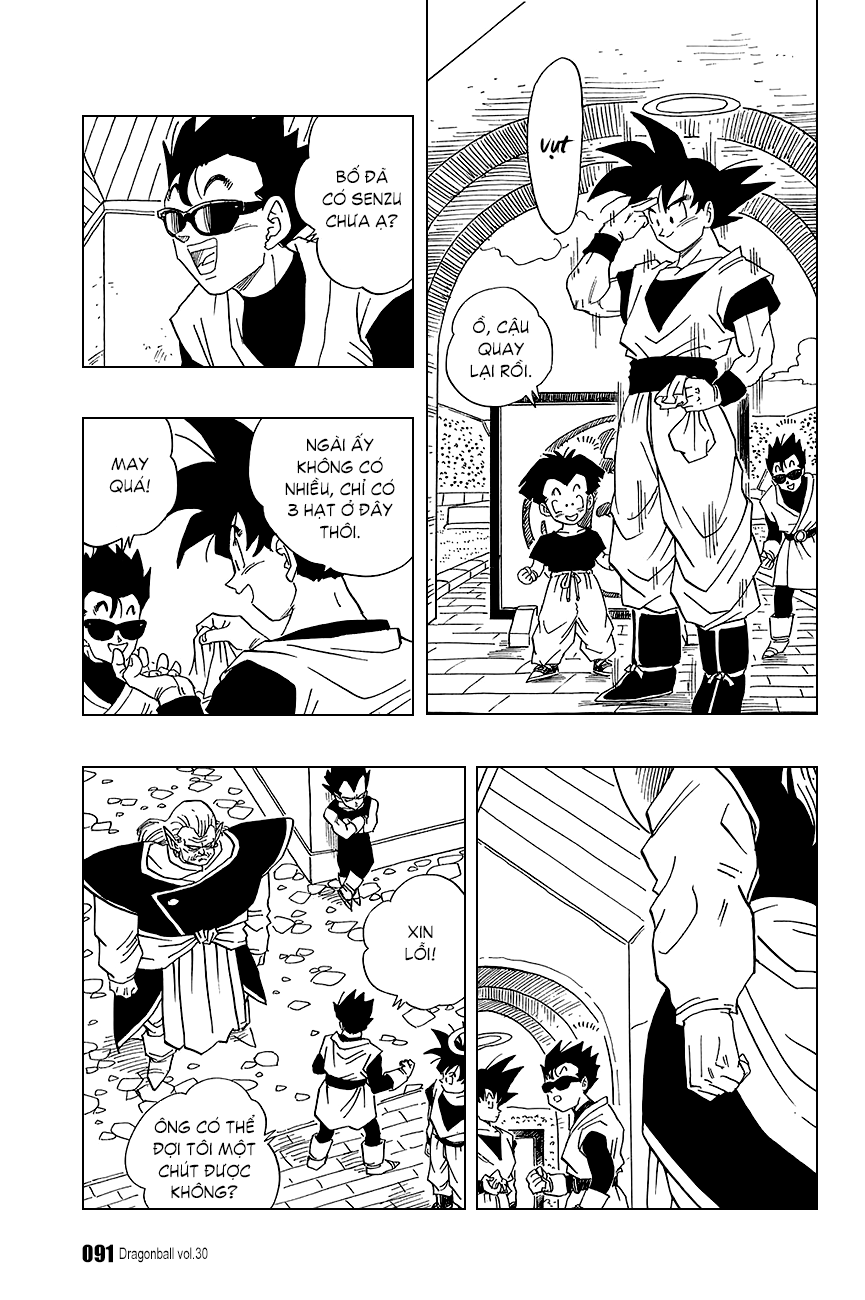 VỤT
Ồ, CẬU
QUAY
LẠI RỒI.
BỐ ĐÃ
CÓ SENZU
CHƯA Ạ?
NGÀI ẤY
KHÔNG CÓ
NHIỀU, CHỈ CÓ
3 HẠT Ở ĐÂY
THÔI.
MAY
QUÁ!
XIN
LỖI!
ÔNG CÓ THỂ
ĐỢI TÔI MỘT
CHÚT ĐƯỢC
KHÔNG?
091 Dragonball vol.30